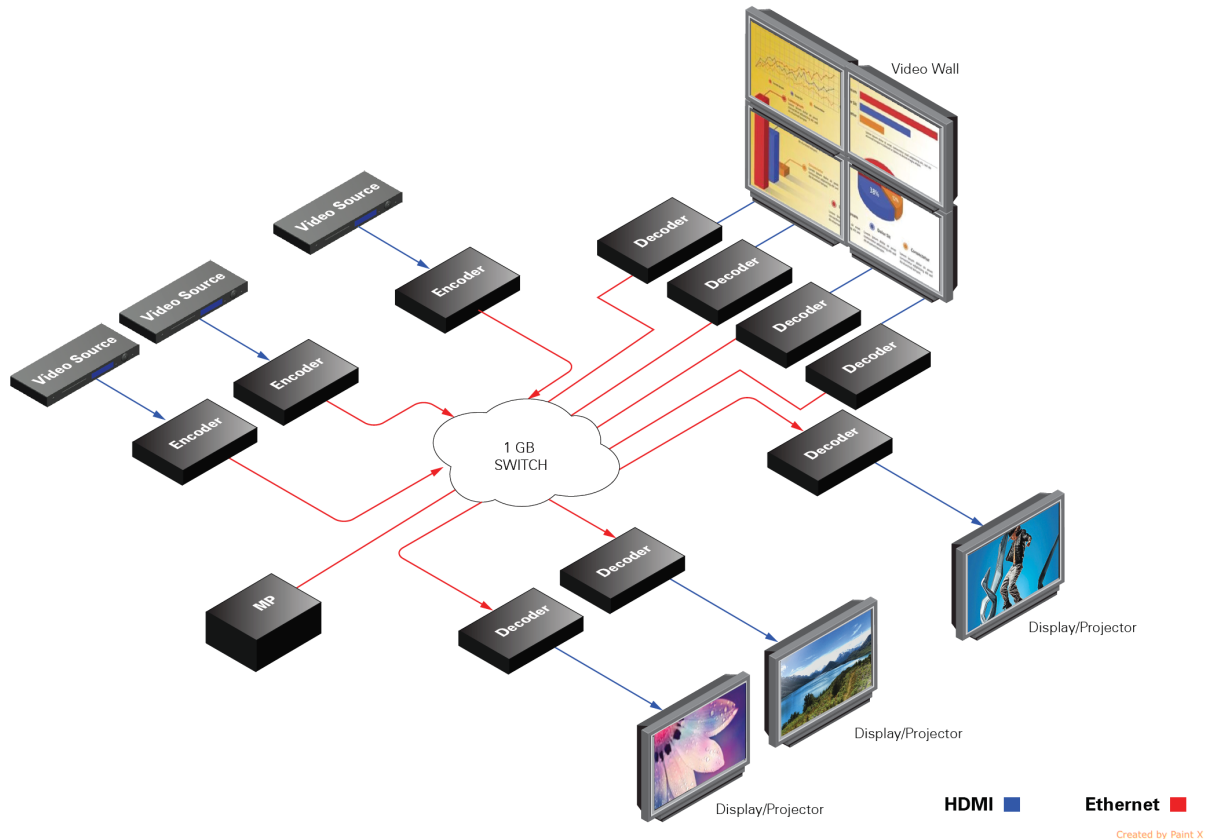 Video Wall
Video Source
Decoder
Decoder
Encoder
Video Source
Decoder
Video Source
Decoder
Encoder
Encoder
Decoder
1 GB
SWITCH
Decoder
MP
Decoder
Display/Projector
Display/Projector
Display/Projector
HDMI
Ethernet
38%
Created by Paint X